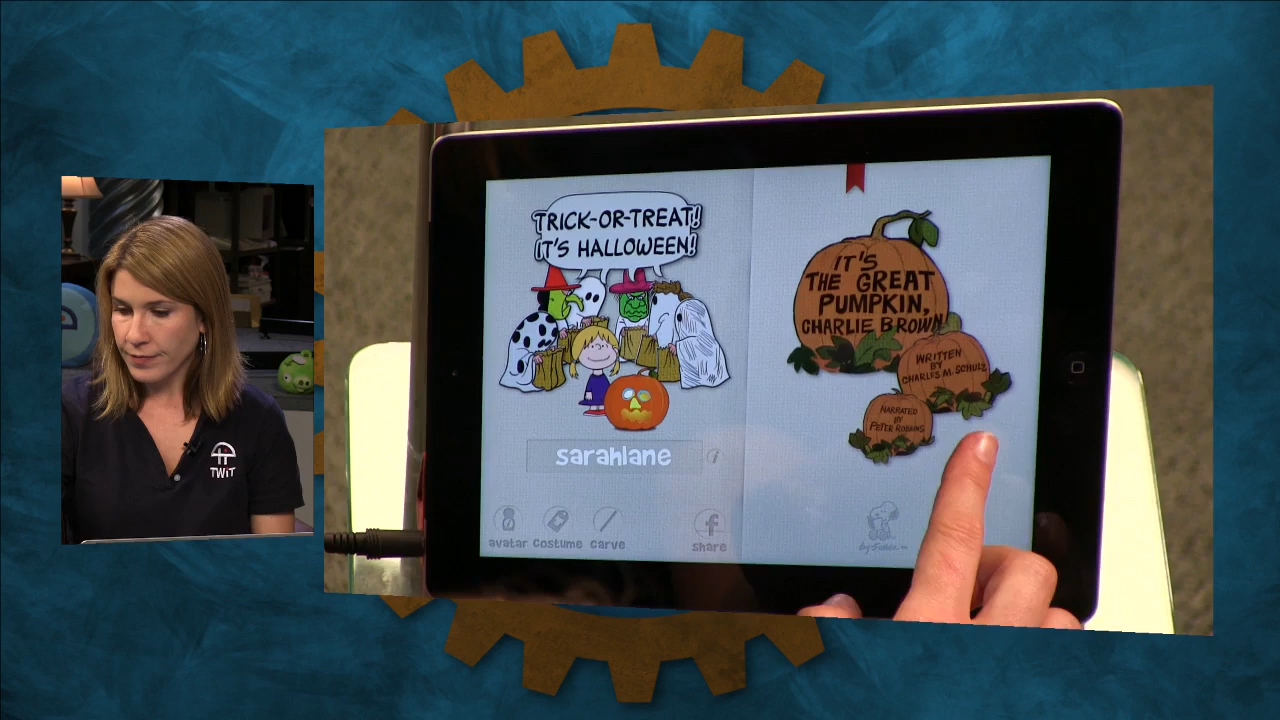 TRICK-OR-TREAT!
IT'S HALLOWEEN!
sarahlane
i
avatar costume carve
f
share
IT'S
THE GREAT
PUMPKIN,
CHARLIE BROWN
WRITTEN
BY
CHARLES M. SCHULZ
NARRATED
BY
PETER ROBBINS
TWiT